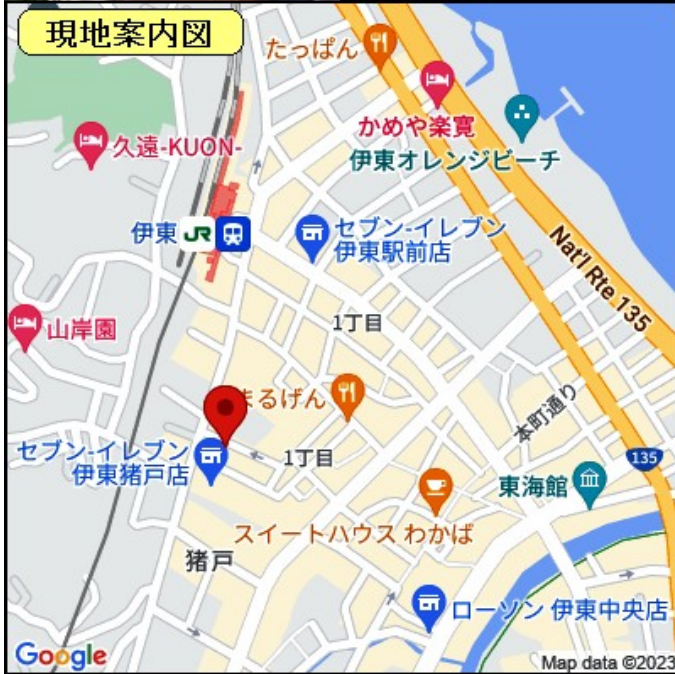 現地案内図
たっぱん
かめや楽寛
久遠-KUON-
伊東オレンジビーチ
伊東 JR
セブン-イレブン
伊東駅前店
Nat'l Rte 135
1丁目
山岸園
まるげん
本町通り
セブン-イレブン
伊東猪戸店
1丁目
135
東海館
スイートハウス わかば
猪戸
ローソン 伊東中央店
Google
Map data ©2023